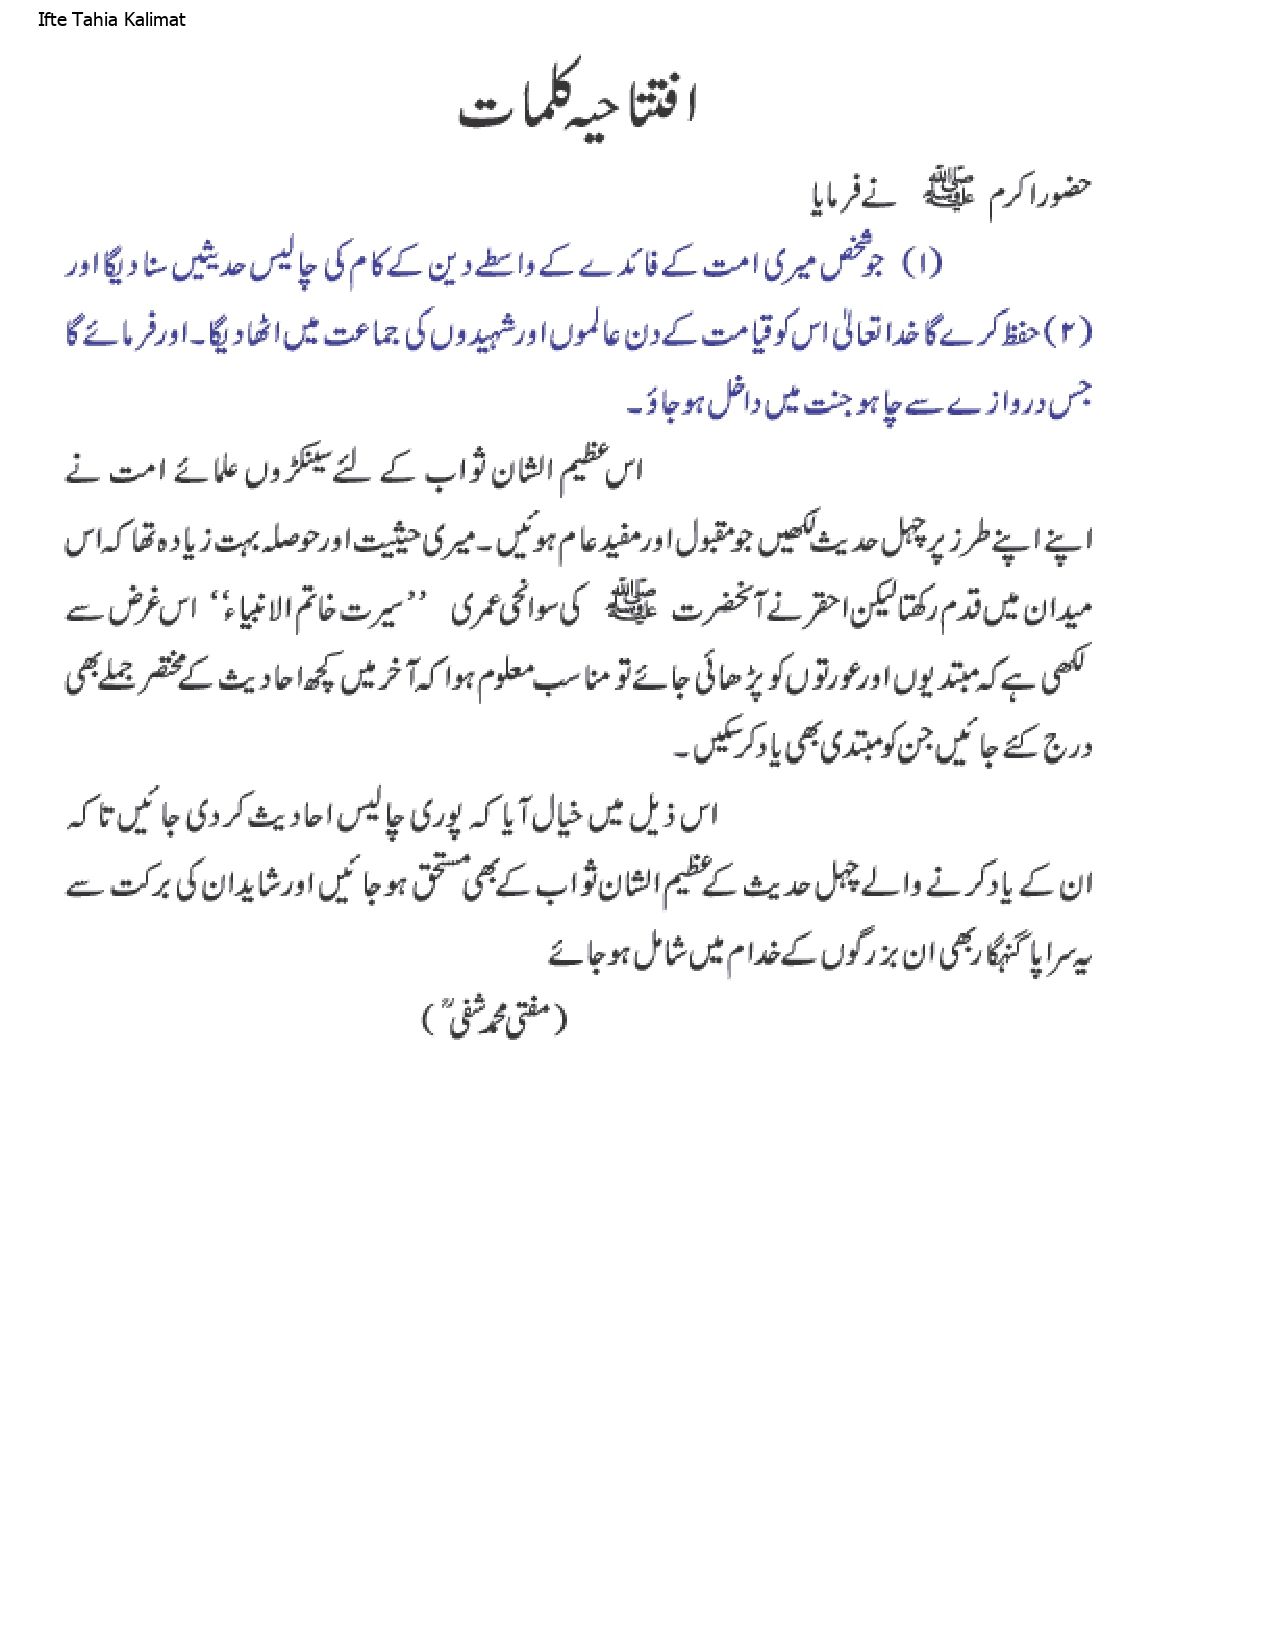 Ifte Tahia Kalimat
افتتاحیہ کلمات
حضور اکرم ﷺ نے فرمایا
(۱) جو شخص میری امت کے فائدے کے واسطے دین کے کام کی چالیس حدیثیں سنا دیگا اور
(۲) حفظ کرے گا خدا تعالیٰ اس کو قیامت کے دن عالموں اور شہیدوں کی جماعت میں اٹھا دیگا۔ اور فرمائے گا
جس دروازے سے چاہو جنت میں داخل ہو جاؤ۔
اس عظیم الشان ثواب کے لئے سینکڑوں علمائے امت نے
اپنے اپنے طرز پر چہل حدیث لکھیں جو مقبول اور مفید عام ہوئیں۔ میری حیثیت اور حوصلہ بہت زیادہ تھا کہ اس
میدان میں قدم رکھتا لیکن احقر نے آنحضرت ﷺ کی سوانحی عمری ’’سیرت خاتم الانبیاء‘‘ اس غرض سے
لکھی ہے کہ مبتدیوں اور عورتوں کو پڑھائی جائے تو مناسب معلوم ہوا کہ آخر میں کچھ احادیث کے مختصر جملے بھی
درج کئے جائیں جن کو مبتدی بھی یاد کر سکیں۔
اس ذیل میں خیال آیا کہ پوری چالیس احادیث کر دی جائیں تا کہ
ان کے یاد کرنے والے چہل حدیث کے عظیم الشان ثواب کے بھی مستحق ہو جائیں اور شاید ان کی برکت سے
یہ سراپا گنہگار بھی ان بزرگوں کے خدام میں شامل ہو جائے
(مفتی محمد شفیؒ)